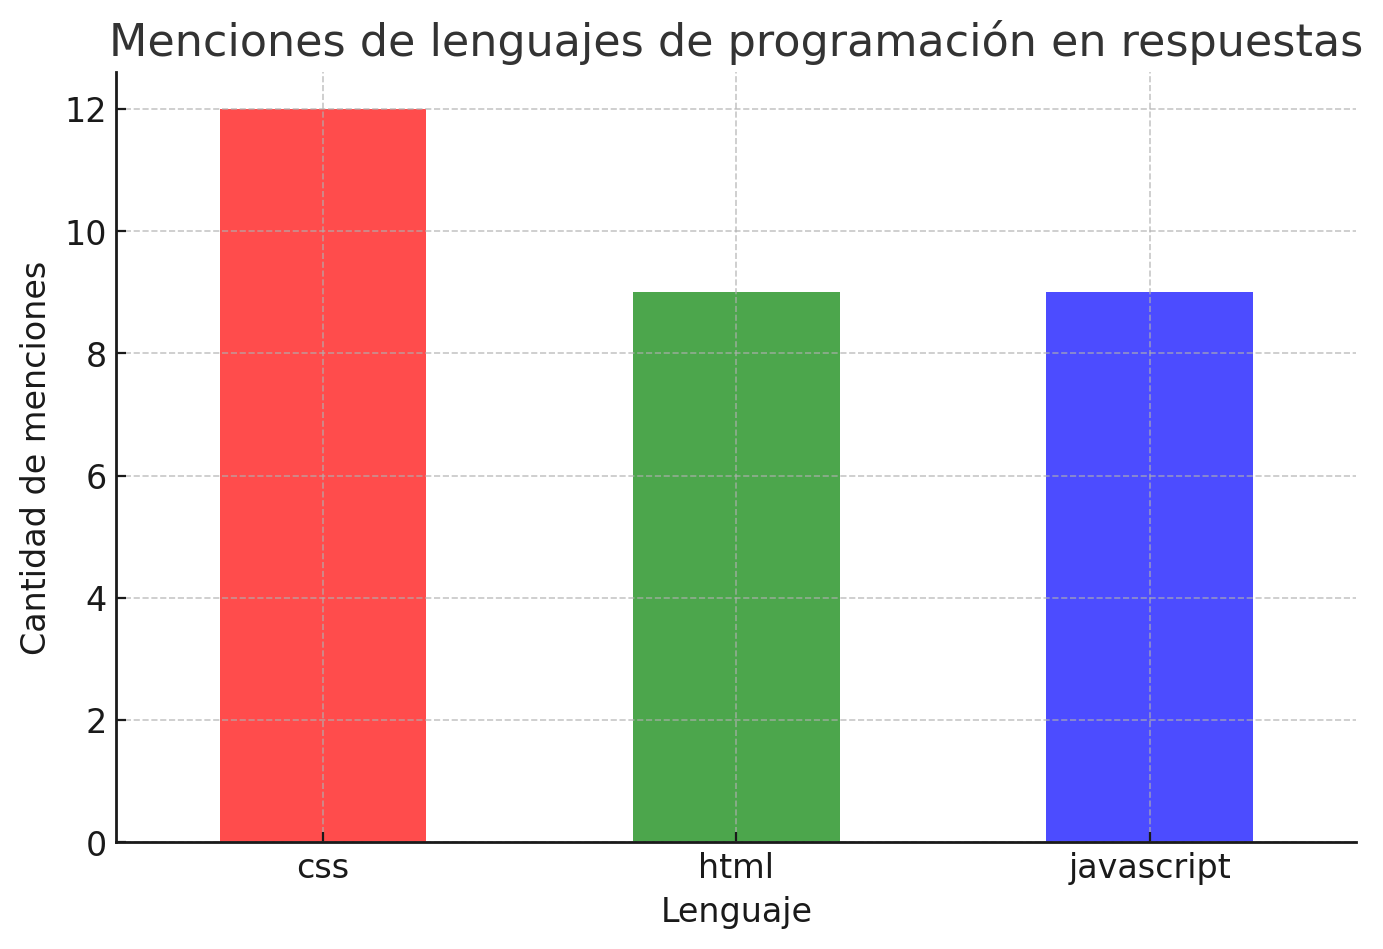 Menciones de lenguajes de programación en respuestas
Cantidad de menciones
12
10
8
6
4
2
0
css html javascript
Lenguaje